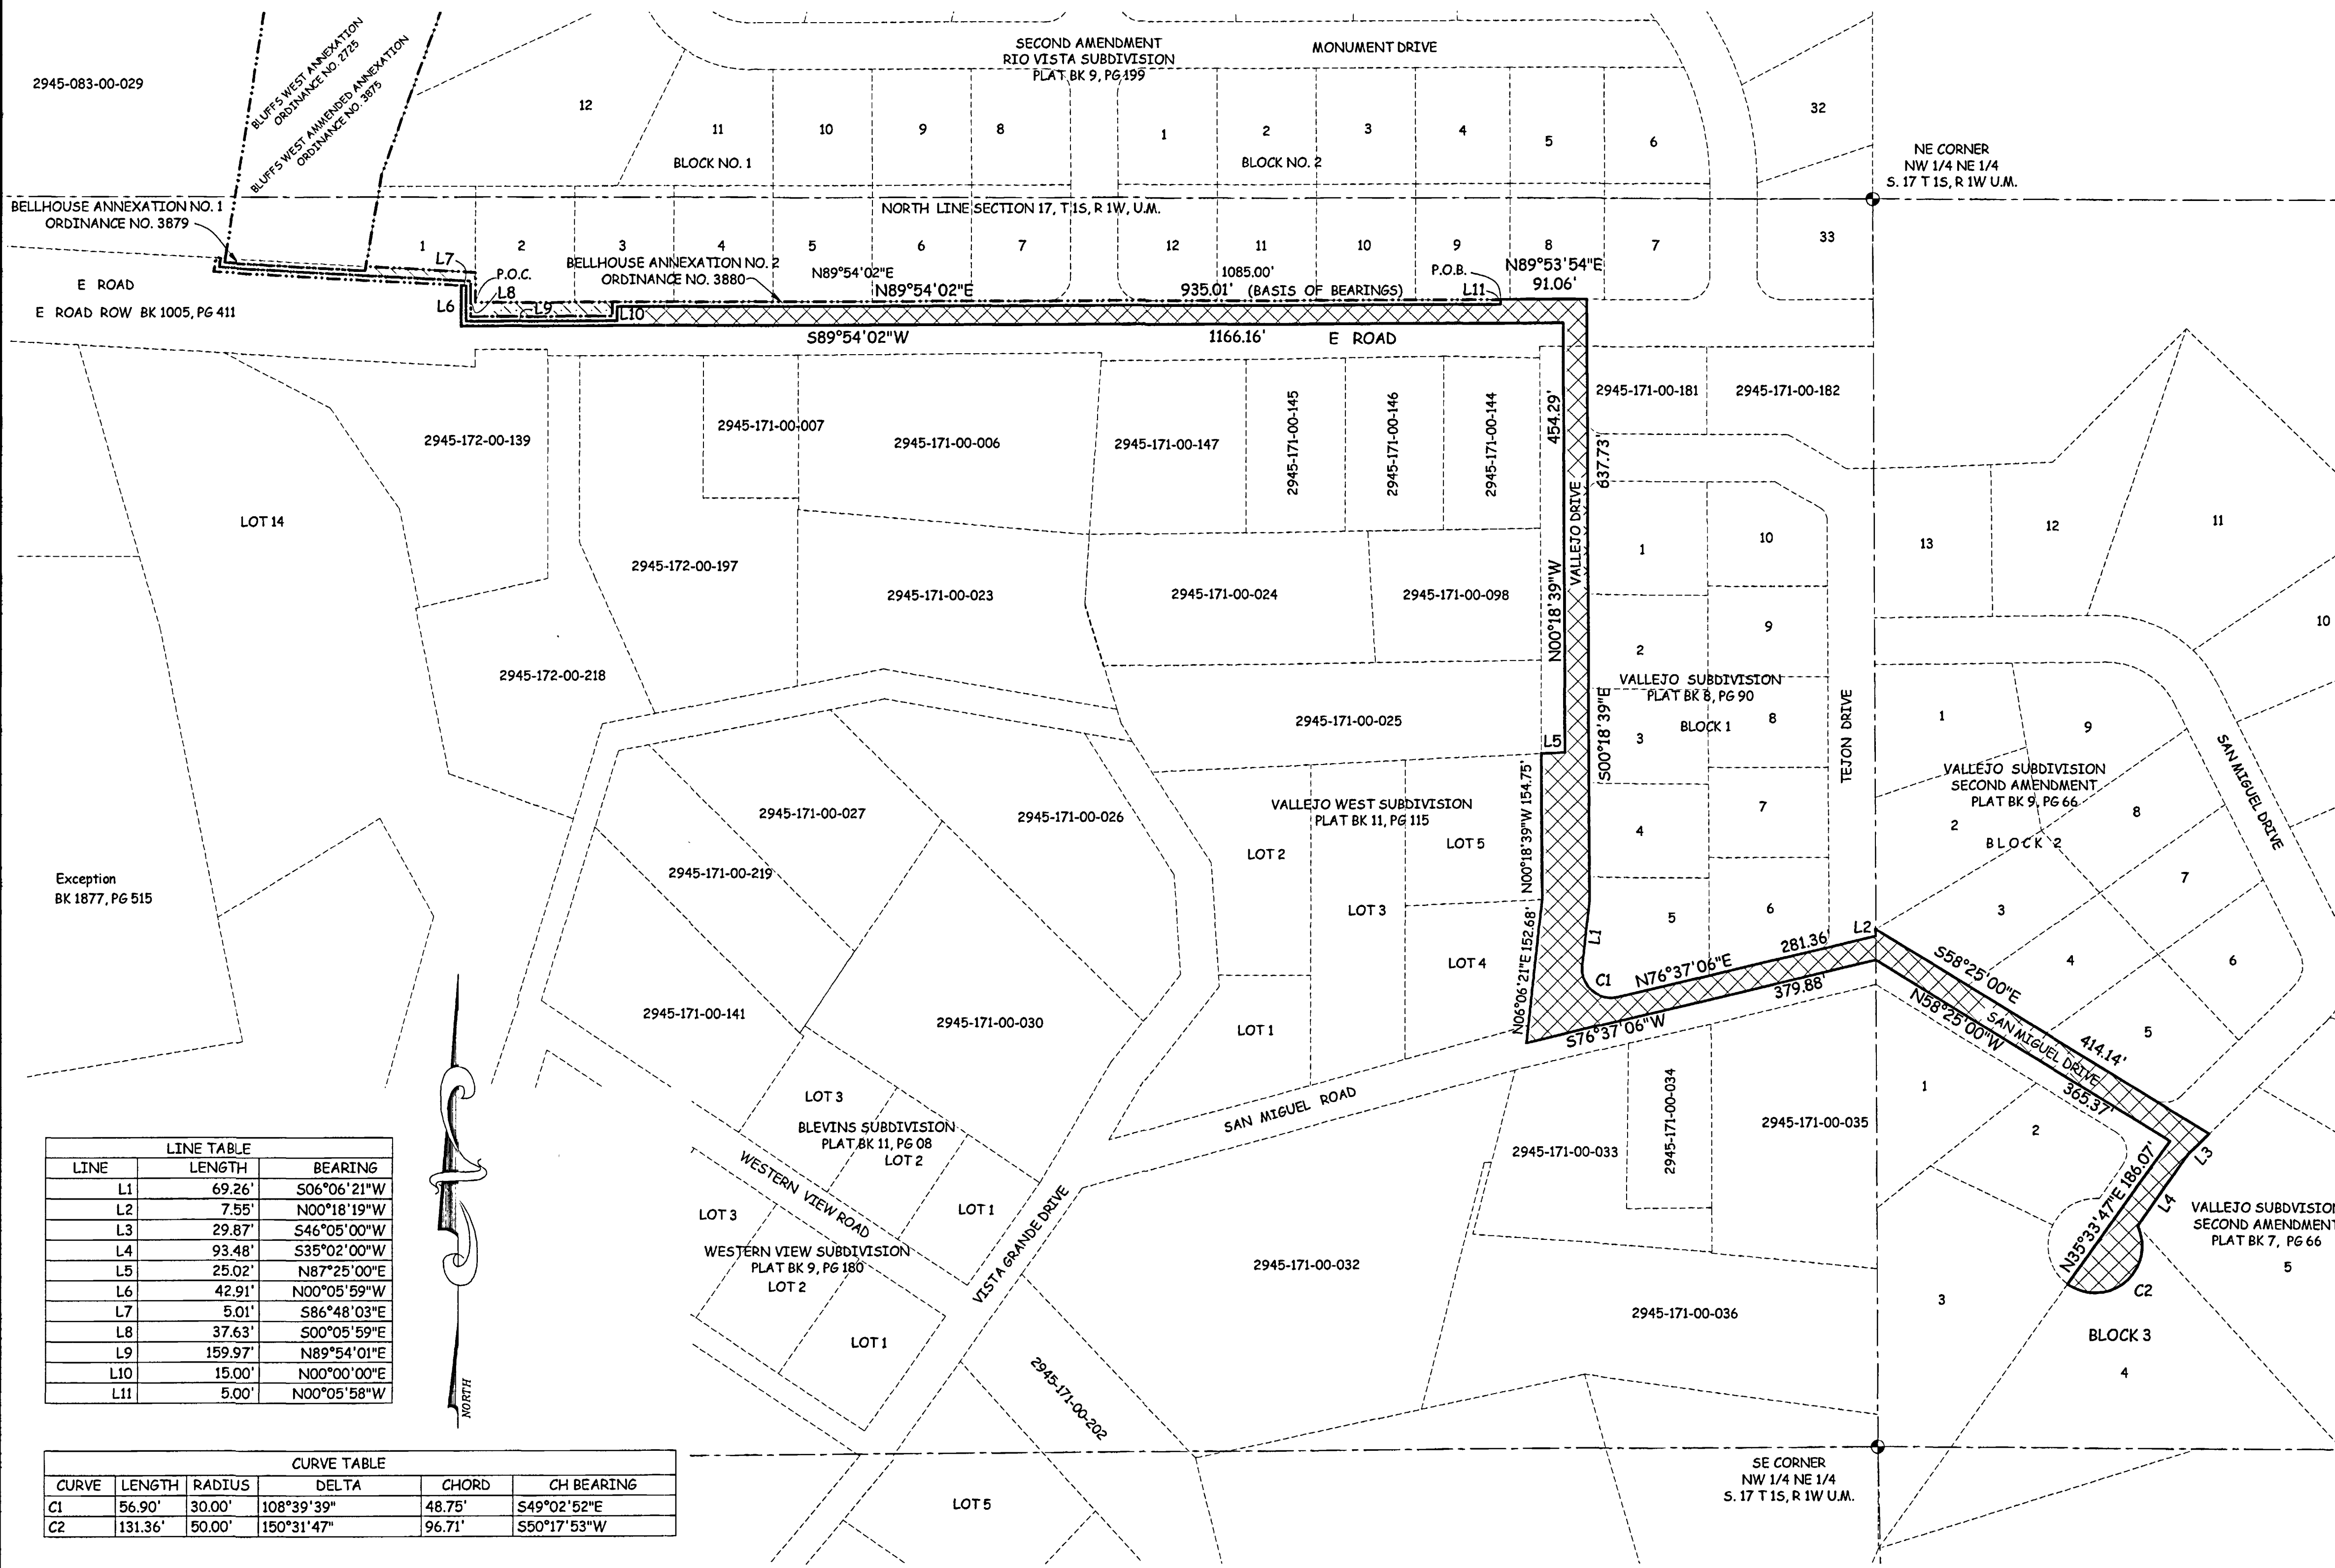 BLUFFS WEST ANNEXATION
ORDINANCE NO. 2725
BLUFFS WEST AMMENDED ANNEXATION
ORDINANCE NO. 3875
2945-083-00-029
SECOND AMENDMENT
RIO VISTA SUBDIVISION
PLAT BK 9, PG 199
MONUMENT DRIVE
12
11
10
9
8
1
2
3
4
5
6
32
BLOCK NO. 1
BLOCK NO. 2
NE CORNER
NW 1/4 NE 1/4
S. 17 T 1S, R 1W U.M.
BELLHOUSE ANNEXATION NO. 1
ORDINANCE NO. 3879
NORTH LINE SECTION 17, T 1S, R 1W, U.M.
1
2
3
4
5
6
7
12
11
10
9
8
7
33
L7
P.O.C.
L8
BELLHOUSE ANNEXATION NO. 2
ORDINANCE NO. 3880
N89°54'02"E
1085.00'
P.O.B.
N89°53'54"E
91.06'
E ROAD
E ROAD ROW BK 1005, PG 411
L6
L9
L10
N89°54'02"E
935.01' (BASIS OF BEARINGS)
L11
S89°54'02"W
1166.16'
E ROAD
2945-172-00-139
2945-171-00-007
2945-171-00-006
2945-171-00-147
2945-171-00-145
2945-171-00-146
2945-171-00-144
454.29'
637.73'
2945-171-00-181
2945-171-00-182
LOT 14
VALLEJO DRIVE
1
10
13
12
11
2945-172-00-197
2945-171-00-023
2945-171-00-024
2945-171-00-098
N00°18'39"W
9
10
2
2945-172-00-218
VALLEJO SUBDIVISION
PLAT BK 8, PG 90
BLOCK 1
S00°18'39"E
TEJON DRIVE
2945-171-00-025
L5
3
8
1
9
SAN MIGUEL DRIVE
VALLEJO SUBDIVISION
SECOND AMENDMENT
PLAT BK 9, PG 66
BLOCK 2
2945-171-00-027
2945-171-00-026
VALLEJO WEST SUBDIVISION
PLAT BK 11, PG 115
N00°18'39"W 154.75'
4
7
2
8
LOT 2
LOT 5
2945-171-00-219
Exception
BK 1877, PG 515
LOT 3
7
N06°06'21"E 152.68'
5
6
3
L1
L2
LOT 4
281.36'
S58°25'00"E
4
6
C1
N76°37'06"E
379.88'
2945-171-00-141
2945-171-00-030
LOT 1
S76°37'06"W
N58°25'00"W
SAN MIGUEL DRIVE
5
414.14'
365.37'
LOT 3
BLEVINS SUBDIVISION
PLAT BK 11, PG 08
LOT 2
SAN MIGUEL ROAD
2945-171-00-034
2945-171-00-035
1
2
2945-171-00-033
L3
L4
N35°33'47"E 186.07'
WESTERN VIEW ROAD
LOT 1
LOT 3
VISTA GRANDE DRIVE
VALLEJO SUBDVISION
SECOND AMENDMENT
PLAT BK 7, PG 66
5
WESTERN VIEW SUBDIVISION
PLAT BK 9, PG 180
LOT 2
2945-171-00-032
C2
3
2945-171-00-036
LOT 1
BLOCK 3
4
2945-171-00-202
LINE TABLE
LINE LENGTH BEARING
L1 69.26' S06°06'21"W
L2 7.55' N00°18'19"W
L3 29.87' S46°05'00"W
L4 93.48' S35°02'00"W
L5 25.02' N87°25'00"E
L6 42.91' N00°05'59"W
L7 5.01' S86°48'03"E
L8 37.63' S00°05'59"E
L9 159.97' N89°54'01"E
L10 15.00' N00°00'00"E
L11 5.00' N00°05'58"W
NORTH
CURVE TABLE
CURVE LENGTH RADIUS DELTA CHORD CH BEARING
C1 56.90' 30.00' 108°39'39" 48.75' S49°02'52"E
C2 131.36' 50.00' 150°31'47" 96.71' S50°17'53"W
LOT 5
SE CORNER
NW 1/4 NE 1/4
S. 17 T 1S, R 1W U.M.